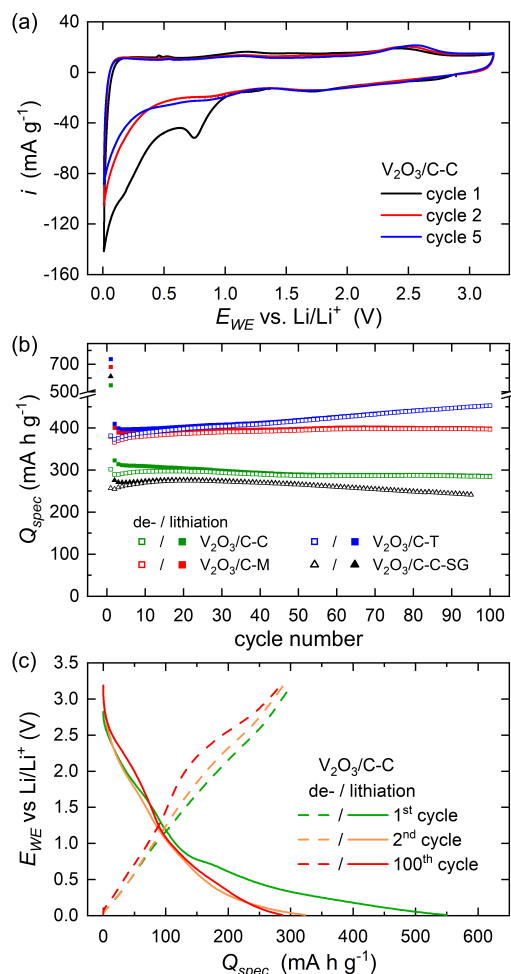 (a)
40
0
-40
-80
-120
-160
i (mA g⁻¹)
V₂O₃/C-C
cycle 1
cycle 2
cycle 5
0.0 0.5 1.0 1.5 2.0 2.5 3.0
E_WE vs. Li/Li⁺ (V)
(b)
700
500
400
300
200
100
0
Q_spec (mA h g⁻¹)
de- / lithiation
/ V₂O₃/C-C / V₂O₃/C-T
/ V₂O₃/C-M / V₂O₃/C-C-SG
0 10 20 30 40 50 60 70 80 90 100
cycle number
(c)
3.5
3.0
2.5
2.0
1.5
1.0
0.5
0.0
E_WE vs Li/Li⁺ (V)
V₂O₃/C-C
de- / lithiation
/ 1ˢᵗ cycle
/ 2ⁿᵈ cycle
/ 100ᵗʰ cycle
0 100 200 300 400 500 600
Q_spec (mA h g⁻¹)